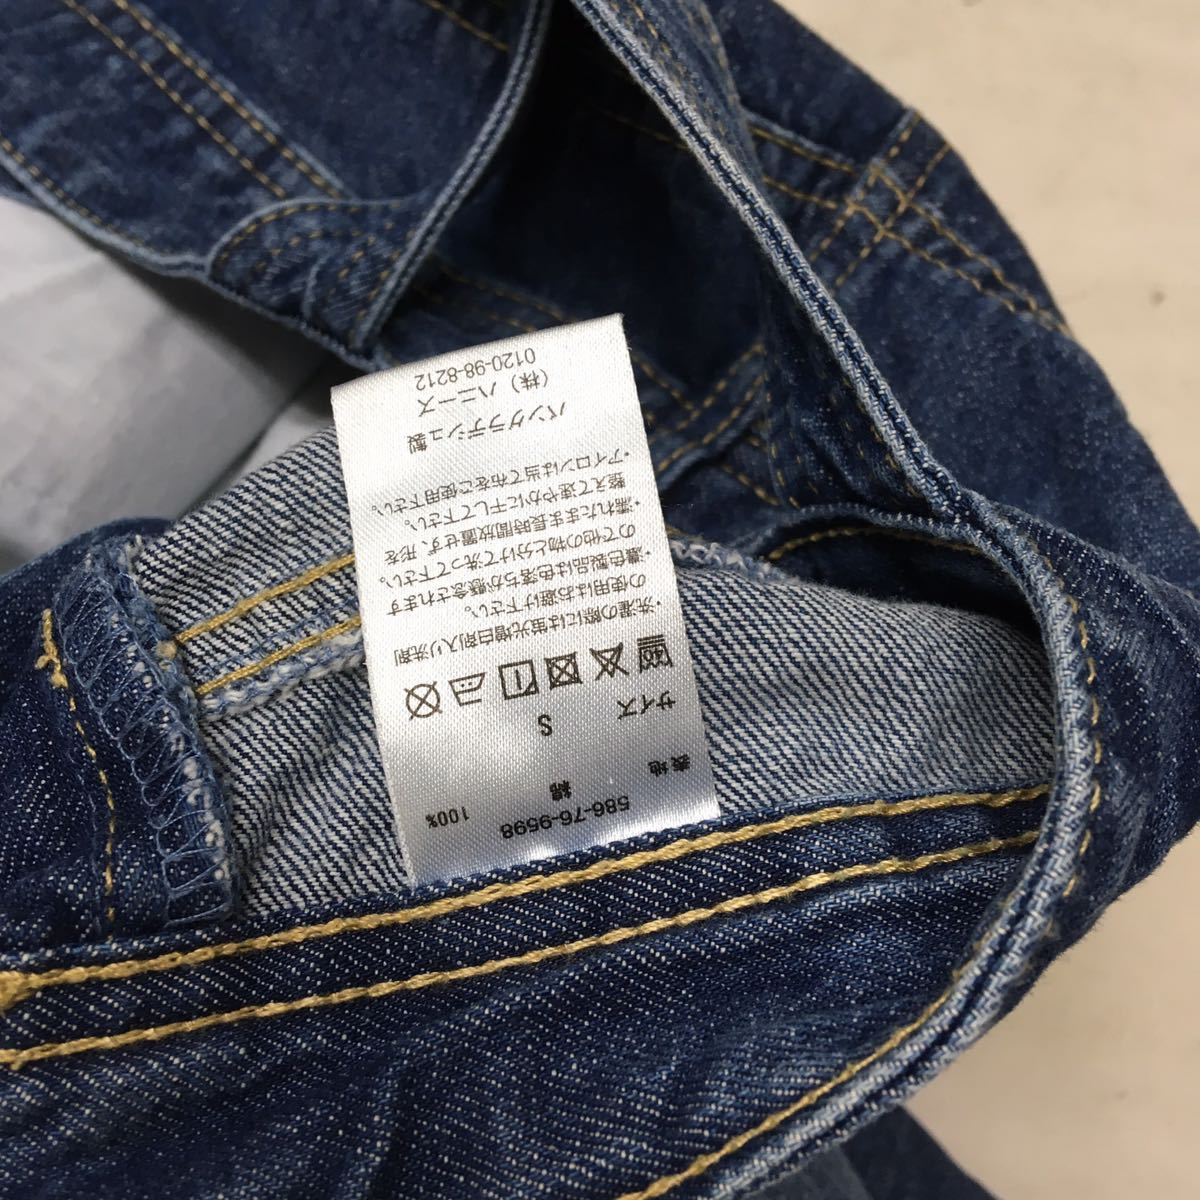 586-76-9598
表地 綿 100%
サイズ S
・洗濯の際には蛍光増白剤入り洗剤
の使用はお避け下さい。
・濃色製品は色落ちが懸念されます
ので他の物と分けて洗って下さい。
・濡れたまま長時間放置せず、形を
整えて速やかに干して下さい。
・アイロンは当て布をご使用下さい。
バングラデシュ製
（株）ハニーズ
0120-98-8212